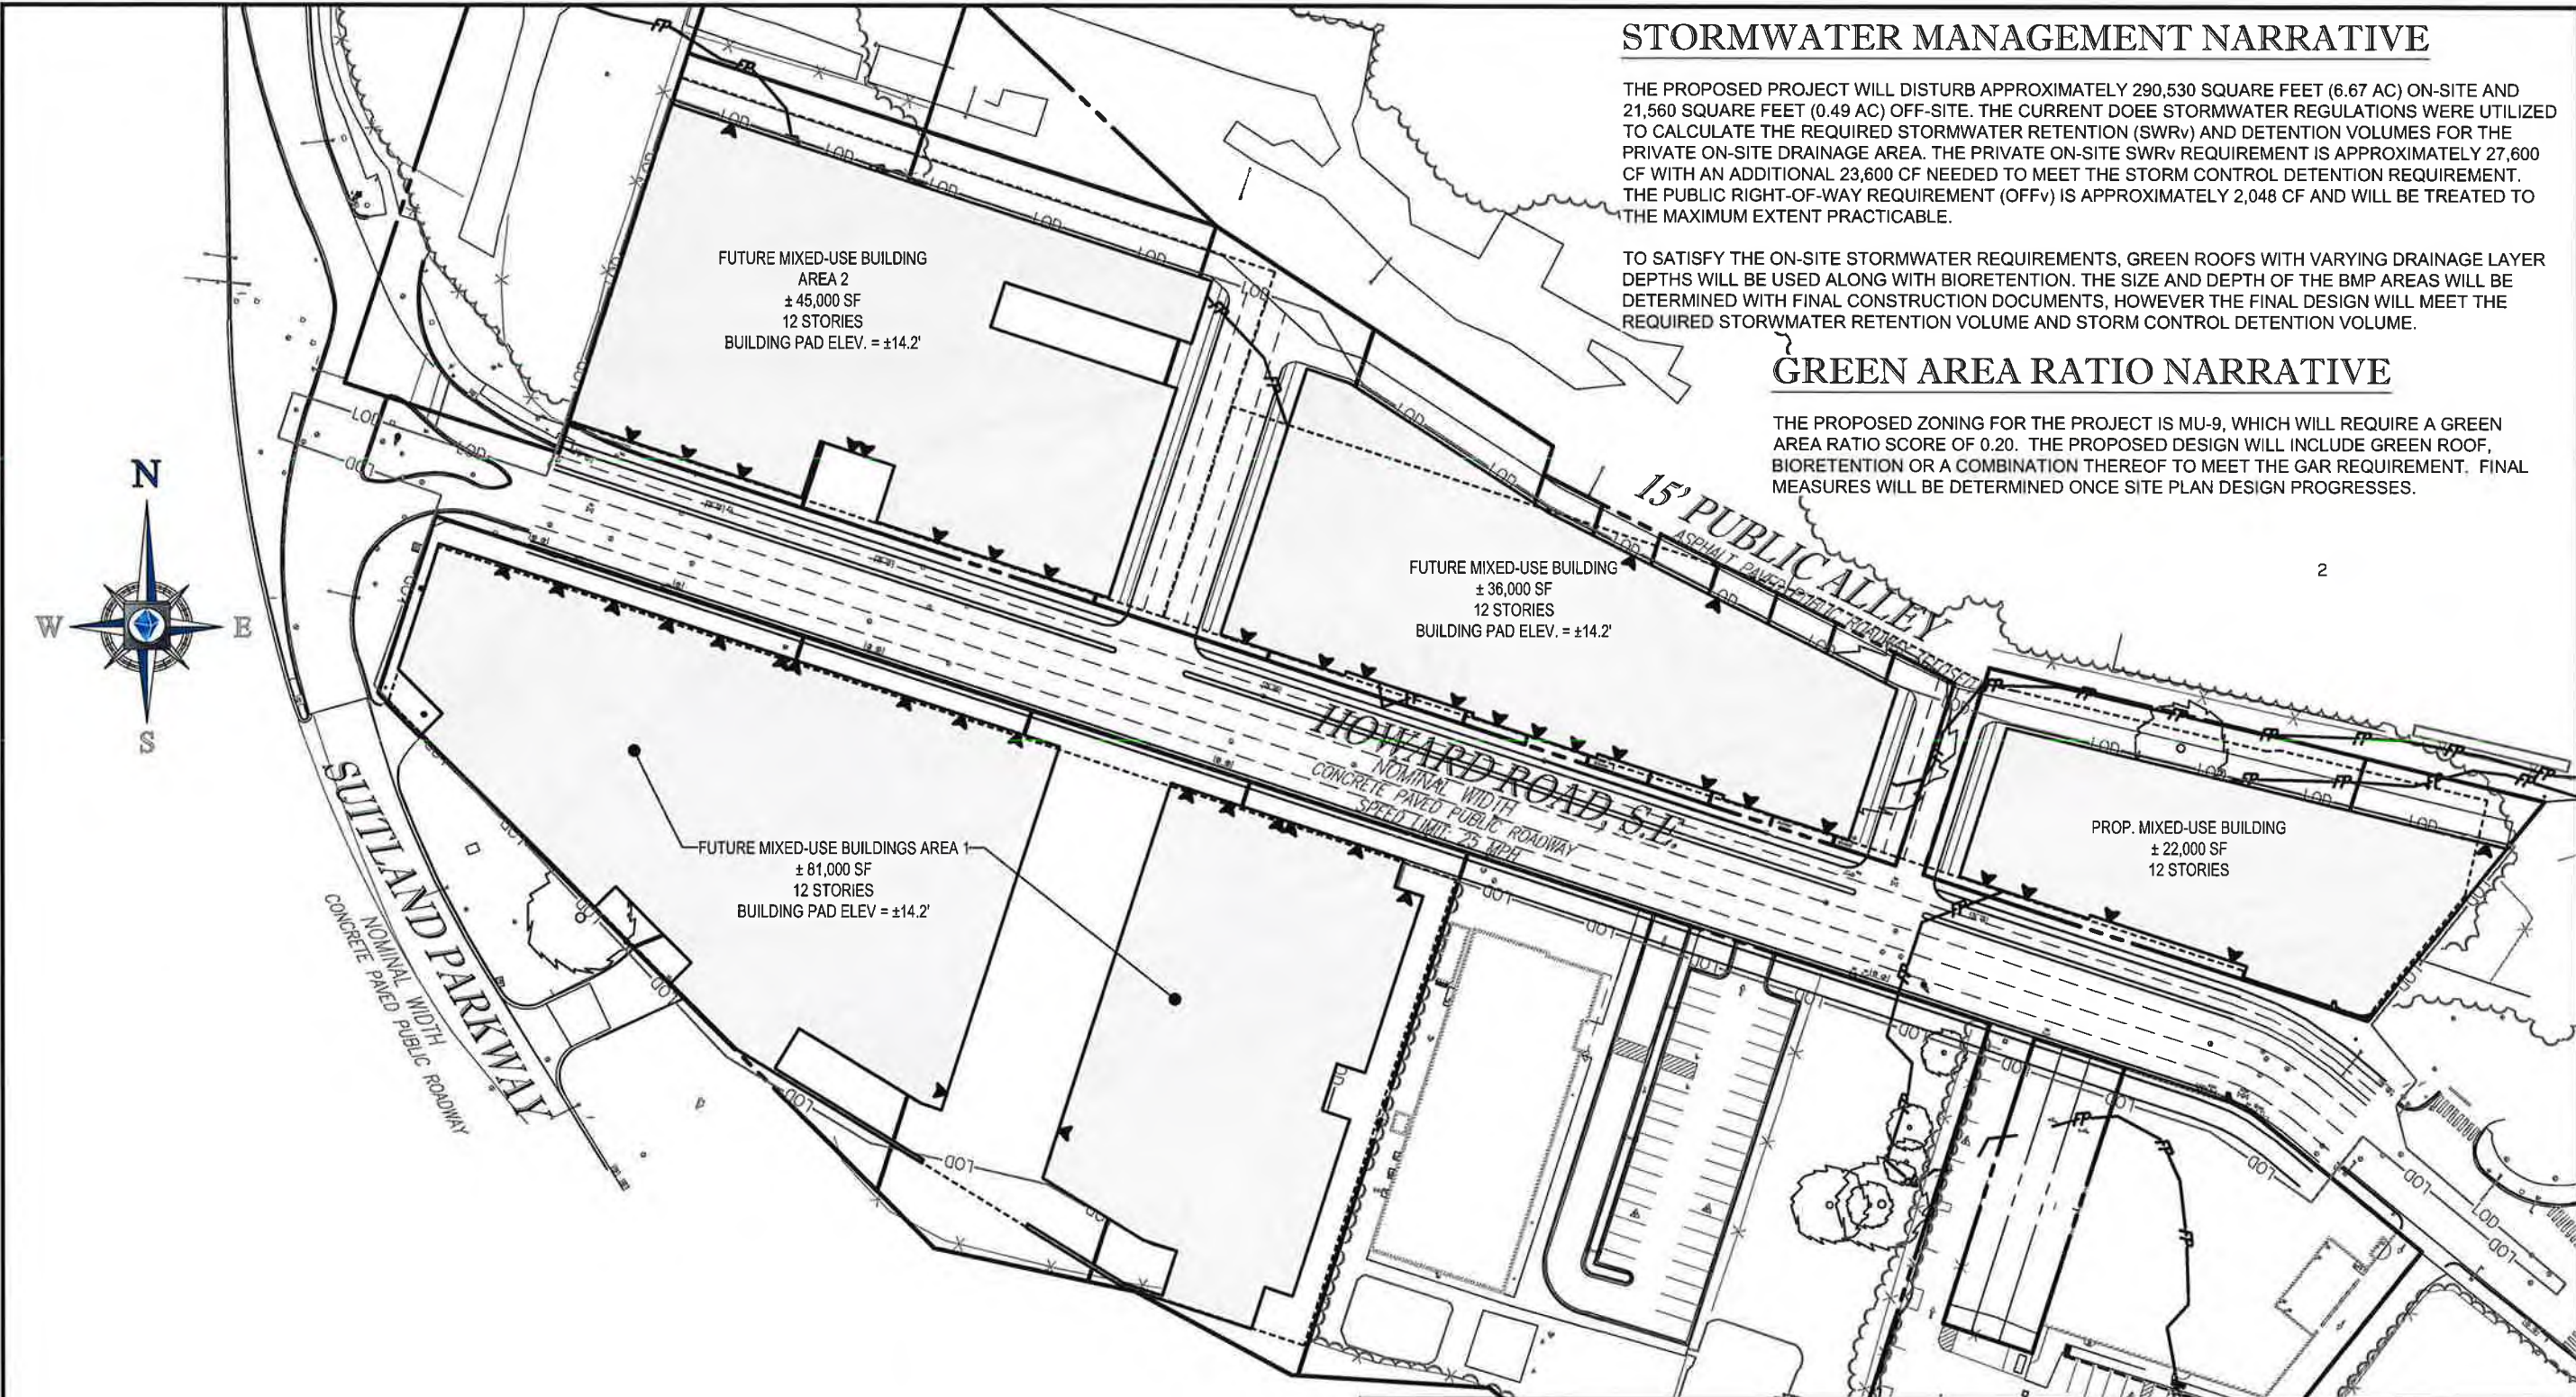 STORMWATER MANAGEMENT NARRATIVE
THE PROPOSED PROJECT WILL DISTURB APPROXIMATELY 290,530 SQUARE FEET (6.67 AC) ON-SITE AND
21,560 SQUARE FEET (0.49 AC) OFF-SITE. THE CURRENT DOEE STORMWATER REGULATIONS WERE UTILIZED
TO CALCULATE THE REQUIRED STORMWATER RETENTION (SWRv) AND DETENTION VOLUMES FOR THE
PRIVATE ON-SITE DRAINAGE AREA. THE PRIVATE ON-SITE SWRv REQUIREMENT IS APPROXIMATELY 27,600
CF WITH AN ADDITIONAL 23,600 CF NEEDED TO MEET THE STORM CONTROL DETENTION REQUIREMENT.
THE PUBLIC RIGHT-OF-WAY REQUIREMENT (OFFv) IS APPROXIMATELY 2,048 CF AND WILL BE TREATED TO
THE MAXIMUM EXTENT PRACTICABLE.
TO SATISFY THE ON-SITE STORMWATER REQUIREMENTS, GREEN ROOFS WITH VARYING DRAINAGE LAYER
DEPTHS WILL BE USED ALONG WITH BIORETENTION. THE SIZE AND DEPTH OF THE BMP AREAS WILL BE
DETERMINED WITH FINAL CONSTRUCTION DOCUMENTS, HOWEVER THE FINAL DESIGN WILL MEET THE
REQUIRED STORWMATER RETENTION VOLUME AND STORM CONTROL DETENTION VOLUME.
GREEN AREA RATIO NARRATIVE
THE PROPOSED ZONING FOR THE PROJECT IS MU-9, WHICH WILL REQUIRE A GREEN
AREA RATIO SCORE OF 0.20. THE PROPOSED DESIGN WILL INCLUDE GREEN ROOF,
BIORETENTION OR A COMBINATION THEREOF TO MEET THE GAR REQUIREMENT. FINAL
MEASURES WILL BE DETERMINED ONCE SITE PLAN DESIGN PROGRESSES.
2
FUTURE MIXED-USE BUILDING
AREA 2
± 45,000 SF
12 STORIES
BUILDING PAD ELEV. = ±14.2'
N
W
E
S
15' PUBLIC ALLEY
ASPHALT PAVED PUBLIC ROADWAY
FUTURE MIXED-USE BUILDING
± 36,000 SF
12 STORIES
BUILDING PAD ELEV. = ±14.2'
HOWARD ROAD, S.E.
NOMINAL WIDTH
CONCRETE PAVED PUBLIC ROADWAY
SPEED LIMIT: 25 MPH
PROP. MIXED-USE BUILDING
± 22,000 SF
12 STORIES
FUTURE MIXED-USE BUILDINGS AREA 1
± 81,000 SF
12 STORIES
BUILDING PAD ELEV = ±14.2'
SUITLAND PARKWAY
NOMINAL WIDTH
CONCRETE PAVED PUBLIC ROADWAY
LOD
LOD
LOD
LOD
LOD
LOD
FP
FP
FP
FP